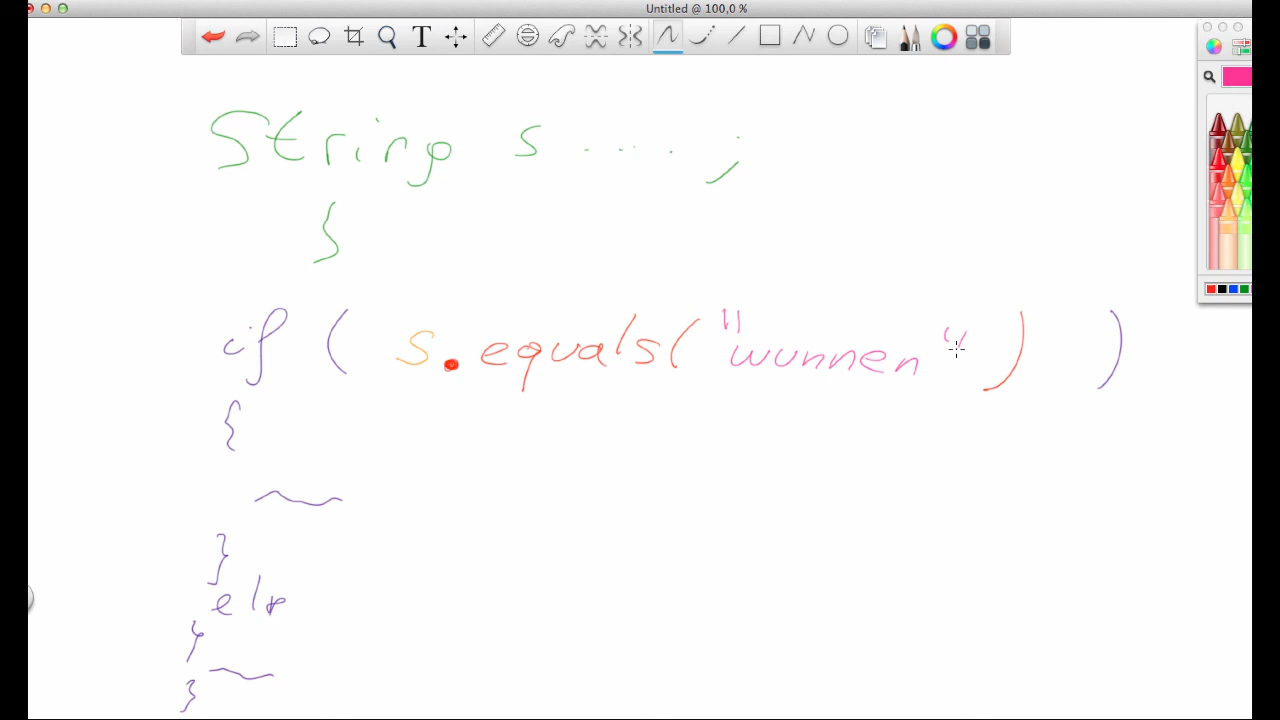 Untitled @ 100,0 %
String s ....;
}
if ( s.equals("wunnen") )
{
}
else
{
}